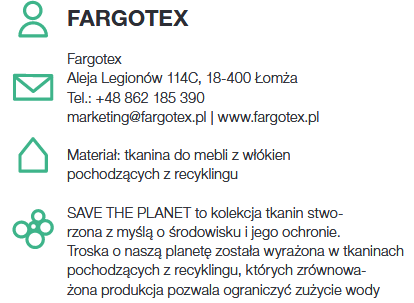 FARGOTEX
Fargotex
Aleja Legionów 114C, 18-400 Łomża
Tel.: +48 862 185 390
marketing@fargotex.pl | www.fargotex.pl
Materiał: tkanina do mebli z włókien
pochodzących z recyklingu
SAVE THE PLANET to kolekcja tkanin stwo-
rzona z myślą o środowisku i jego ochronie.
Troska o naszą planetę została wyrażona w tkaninach
pochodzących z recyklingu, których zrównowa-
żona produkcja pozwala ograniczyć zużycie wody